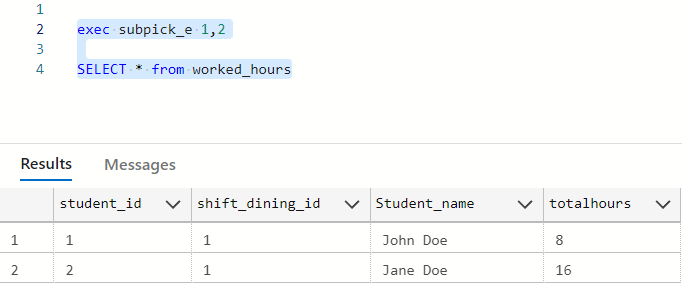 1
2 exec subpick_e 1,2
3
4 SELECT * from worked_hours
Results Messages
student_id shift_dining_id Student_name totalhours
1 1 1 John Doe 8
2 2 1 Jane Doe 16